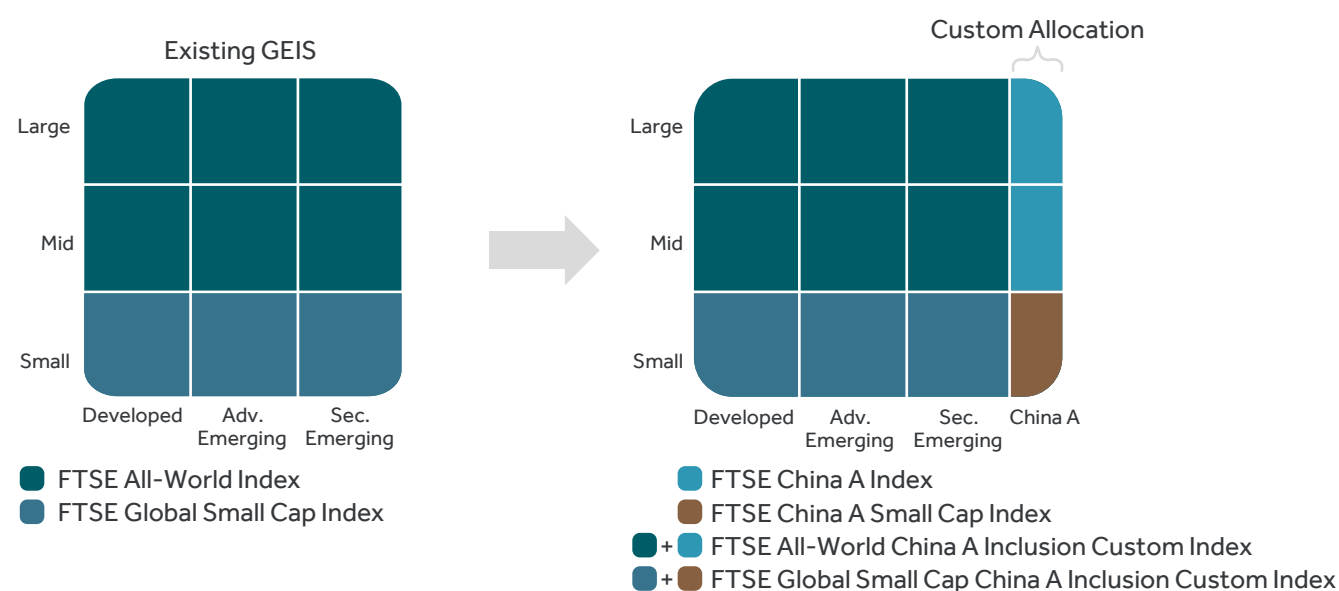 Existing GEIS
Large
Mid
Small
Developed
Adv.
Emerging
Sec.
Emerging
FTSE All-World Index
FTSE Global Small Cap Index
Custom Allocation
Large
Mid
Small
Developed
Adv.
Emerging
Sec.
Emerging
China A
FTSE China A Index
FTSE China A Small Cap Index
+ FTSE All-World China A Inclusion Custom Index
+ FTSE Global Small Cap China A Inclusion Custom Index